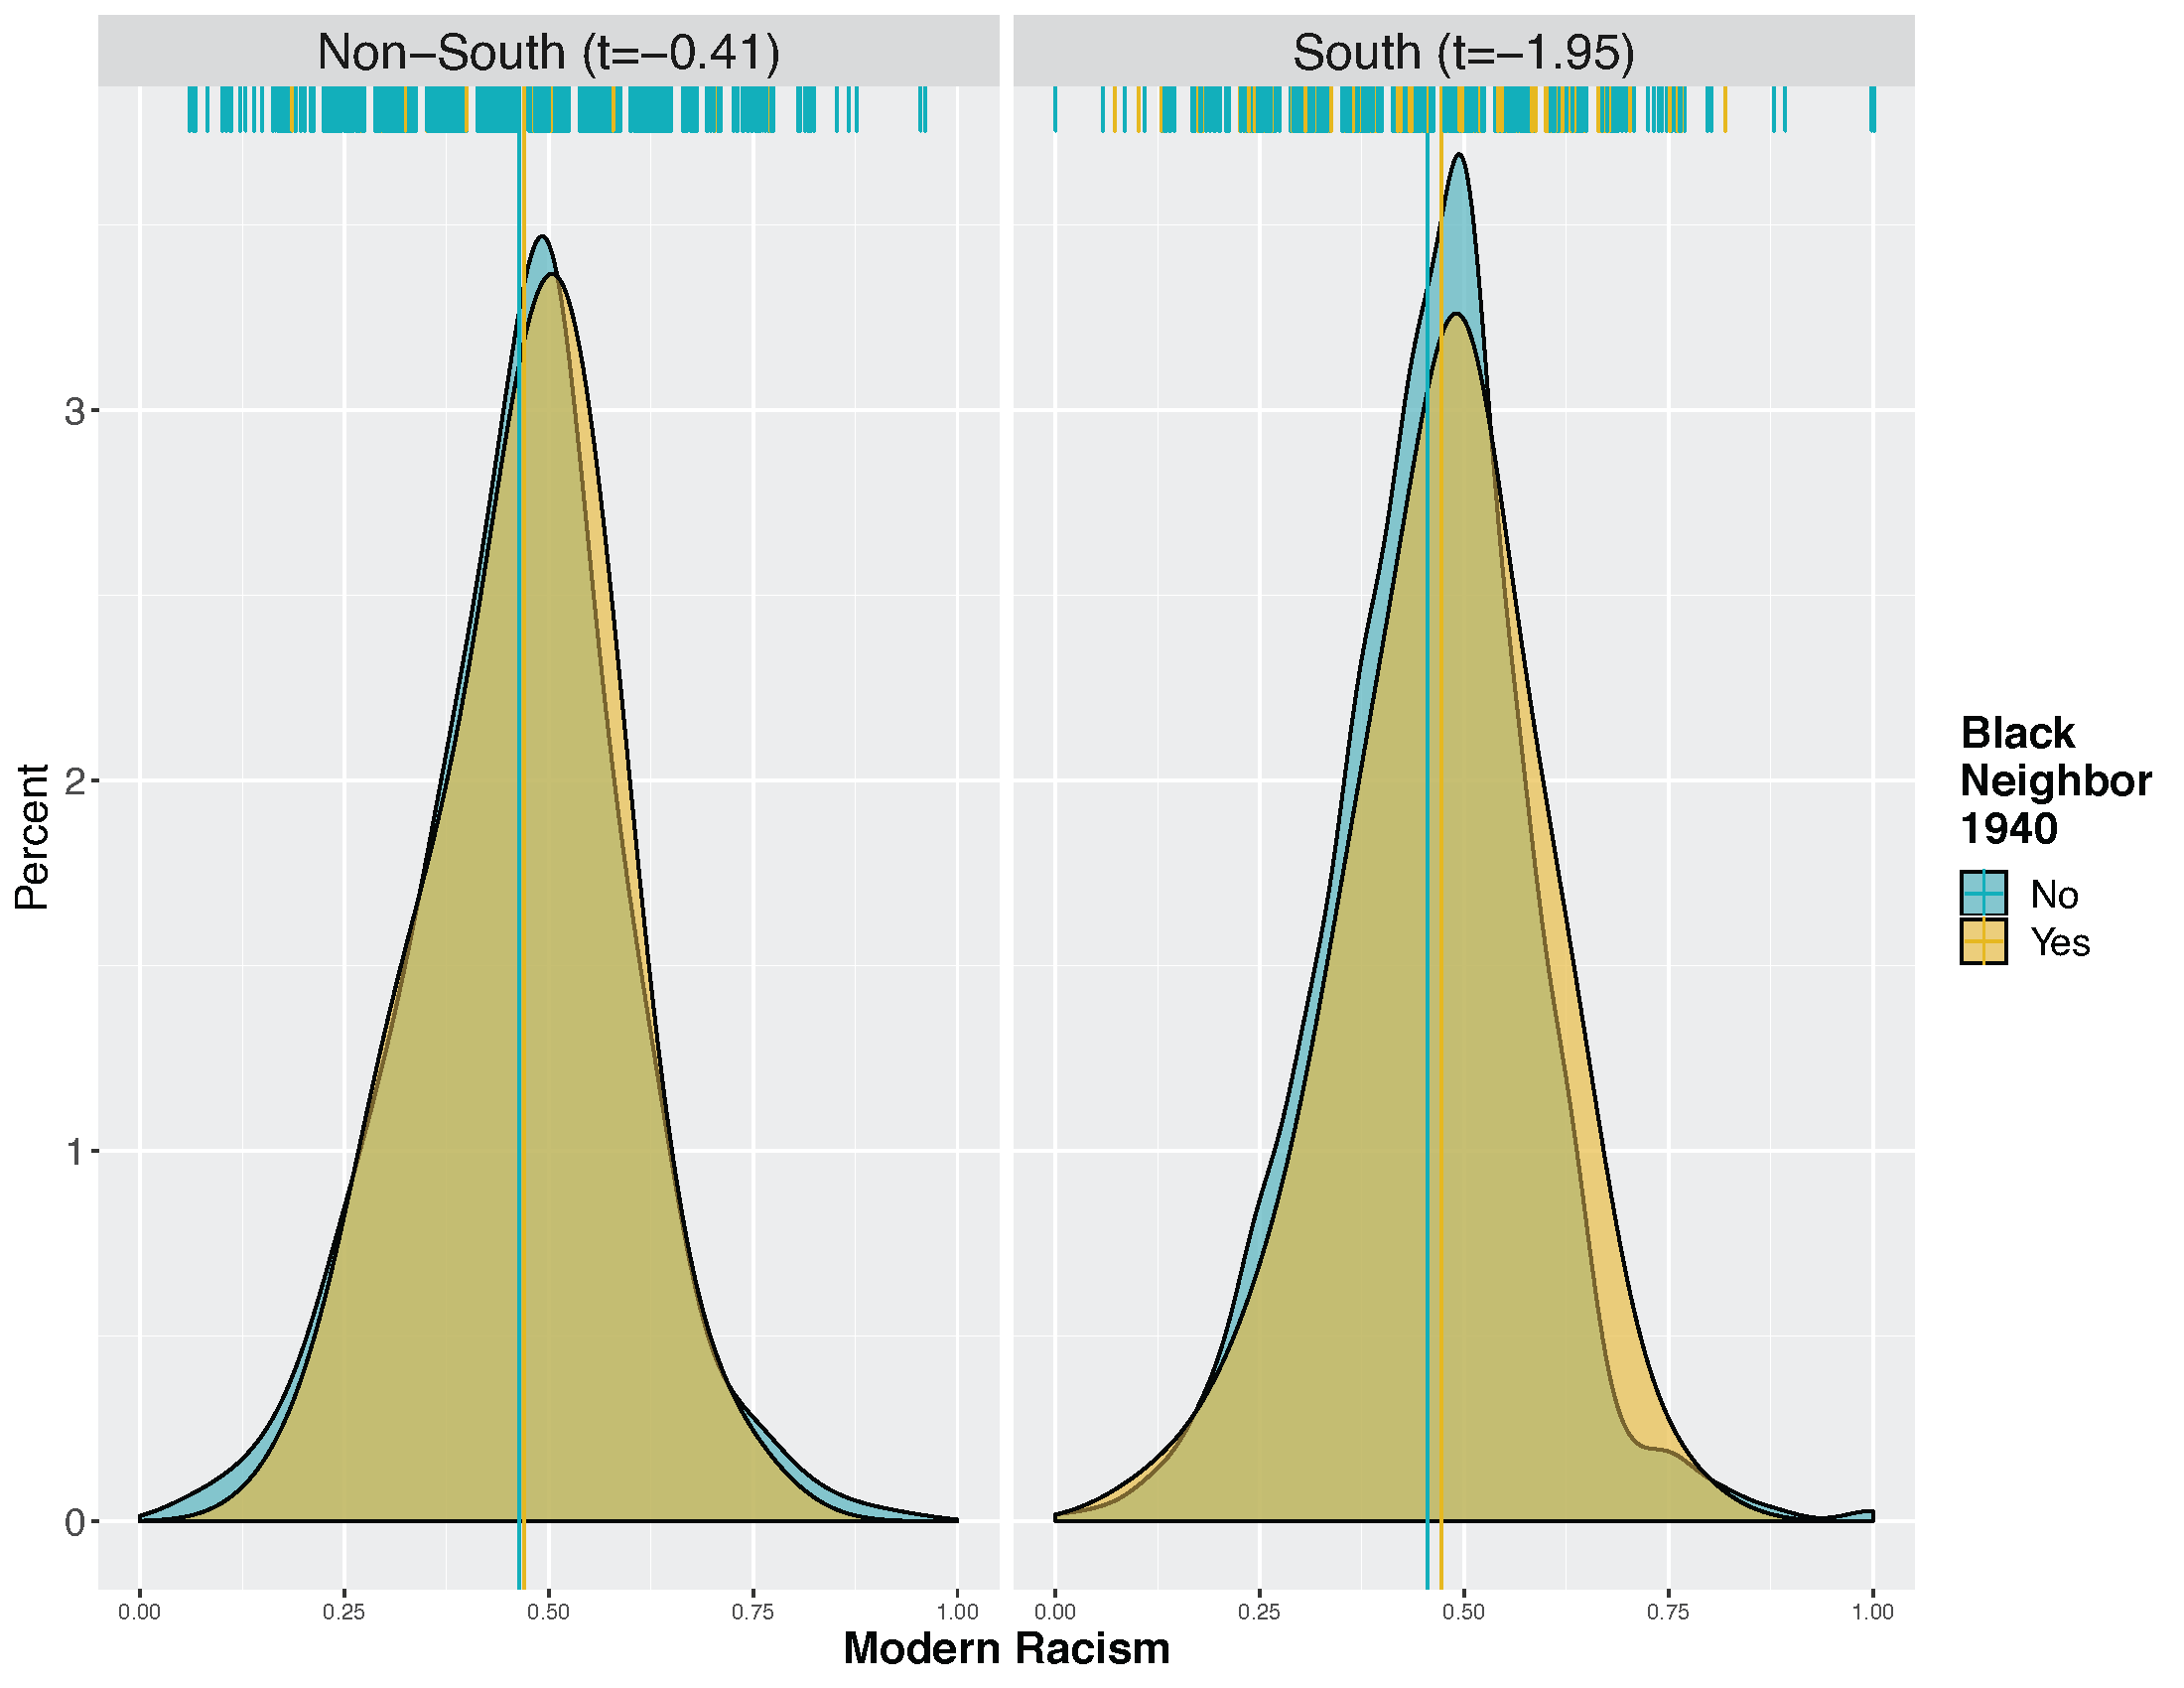 Non−South (t=−0.41)
South (t=−1.95)
Percent
3
2
1
0
0.00 0.25 0.50 0.75 1.00
0.00 0.25 0.50 0.75 1.00
Modern Racism
Black
Neighbor
1940
No
Yes